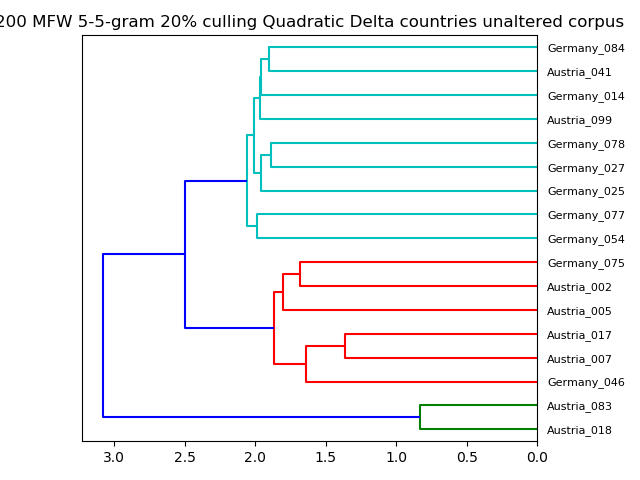 200 MFW 5-5-gram 20% culling Quadratic Delta countries unaltered corpus
Germany_084
Austria_041
Germany_014
Austria_099
Germany_078
Germany_027
Germany_025
Germany_077
Germany_054
Germany_075
Austria_002
Austria_005
Austria_017
Austria_007
Germany_046
Austria_083
Austria_018
3.0 2.5 2.0 1.5 1.0 0.5 0.0